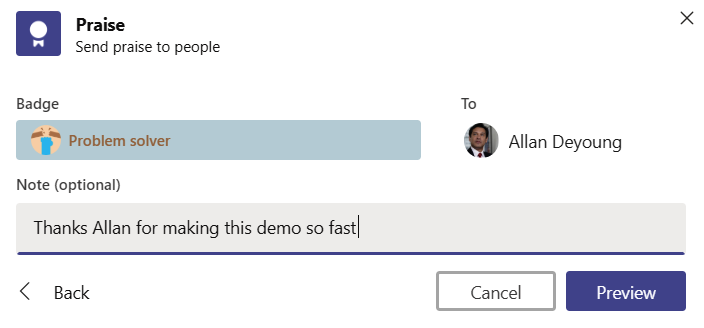 Praise
Send praise to people
Badge
To
Problem solver
Allan Deyoung
Note (optional)
Thanks Allan for making this demo so fast
Back
Cancel
Preview